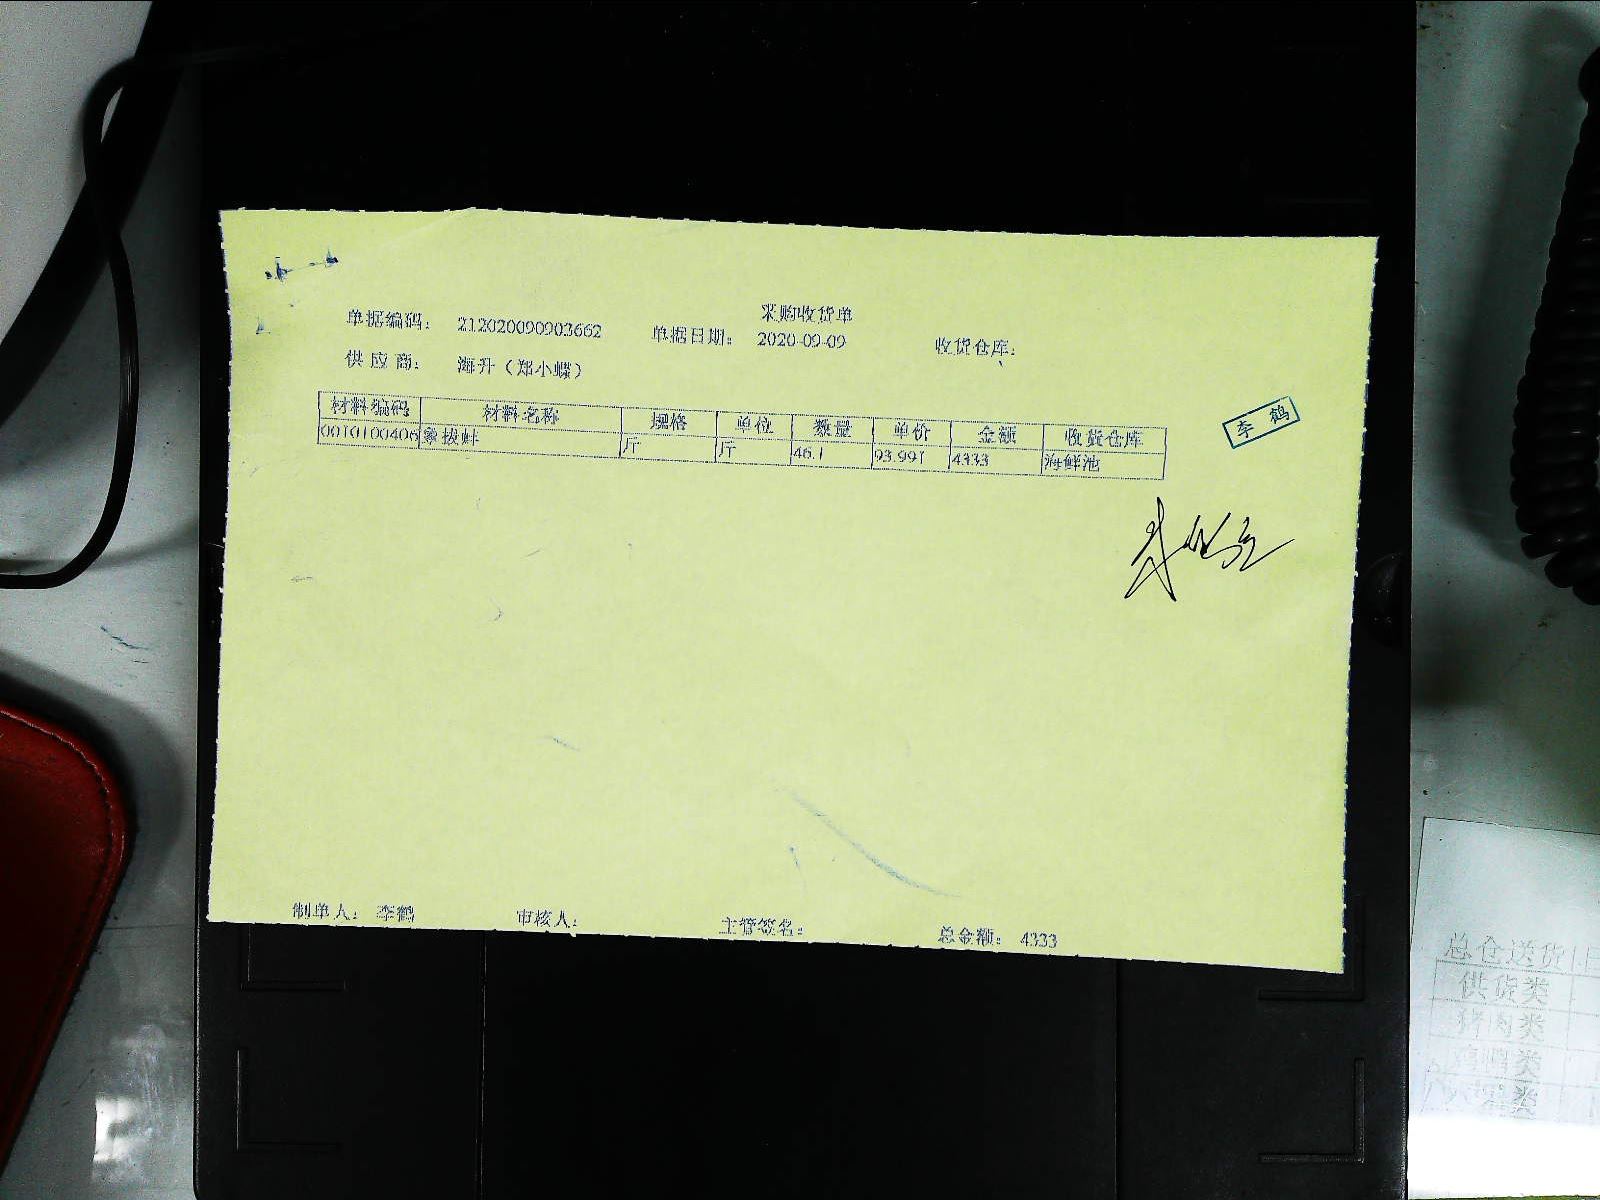 采购收货单
单据编码： 212020090903662 单据日期： 2020-09-09 收货仓库：
供 应 商： 海升（郑小蝶）
材料编码 材料名称 规格 单位 数量 单价 金额 收货仓库
0010100406 象拔蚌 斤 斤 46.1 93.991 4333 海鲜池
李鹤
制单人： 李鹤 审核人： 主管签名： 总金额： 4333
总仓送货
供货类
猪肉类
鸡鸭类